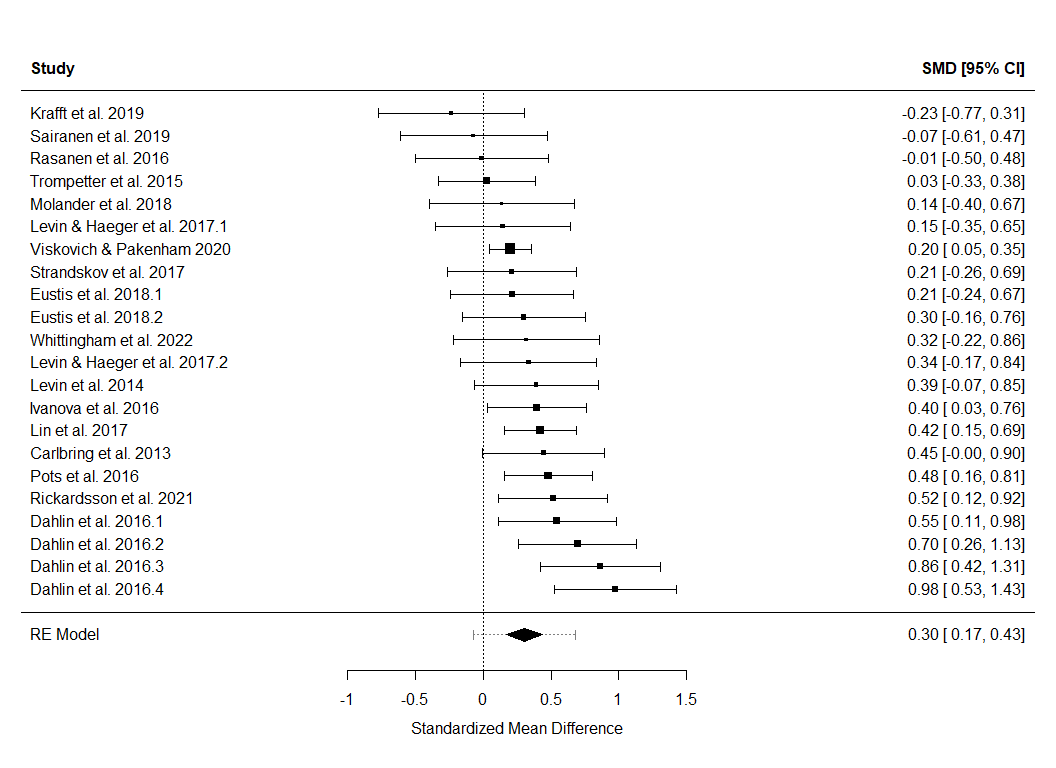 Study SMD [95% CI]
Krafft et al. 2019 -0.23 [-0.77, 0.31]
Sairanen et al. 2019 -0.07 [-0.61, 0.47]
Rasanen et al. 2016 -0.01 [-0.50, 0.48]
Trompetter et al. 2015 0.03 [-0.33, 0.38]
Molander et al. 2018 0.14 [-0.40, 0.67]
Levin & Haeger et al. 2017.1 0.15 [-0.35, 0.65]
Viskovich & Pakenham 2020 0.20 [ 0.05, 0.35]
Strandskov et al. 2017 0.21 [-0.26, 0.69]
Eustis et al. 2018.1 0.21 [-0.24, 0.67]
Eustis et al. 2018.2 0.30 [-0.16, 0.76]
Whittingham et al. 2022 0.32 [-0.22, 0.86]
Levin & Haeger et al. 2017.2 0.34 [-0.17, 0.84]
Levin et al. 2014 0.39 [-0.07, 0.85]
Ivanova et al. 2016 0.40 [ 0.03, 0.76]
Lin et al. 2017 0.42 [ 0.15, 0.69]
Carlbring et al. 2013 0.45 [-0.00, 0.90]
Pots et al. 2016 0.48 [ 0.16, 0.81]
Rickardsson et al. 2021 0.52 [ 0.12, 0.92]
Dahlin et al. 2016.1 0.55 [ 0.11, 0.98]
Dahlin et al. 2016.2 0.70 [ 0.26, 1.13]
Dahlin et al. 2016.3 0.86 [ 0.42, 1.31]
Dahlin et al. 2016.4 0.98 [ 0.53, 1.43]
RE Model 0.30 [ 0.17, 0.43]
-1 -0.5 0 0.5 1 1.5
Standardized Mean Difference